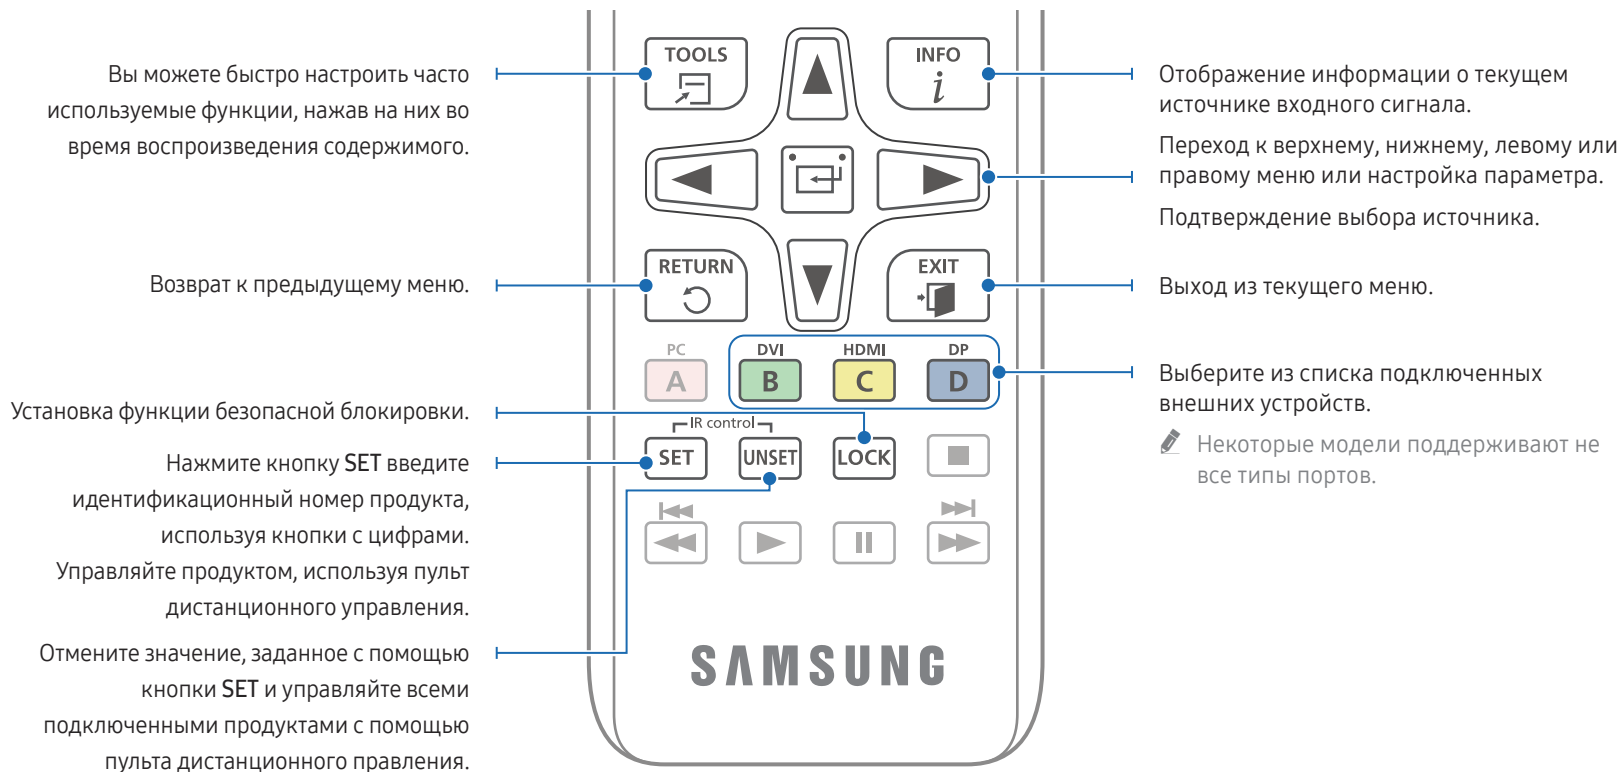 TOOLS
INFO
i
Вы можете быстро настроить часто
используемые функции, нажав на них во
время воспроизведения содержимого.
Отображение информации о текущем
источнике входного сигнала.
Переход к верхнему, нижнему, левому или
правому меню или настройка параметра.
Подтверждение выбора источника.
RETURN
EXIT
Возврат к предыдущему меню.
Выход из текущего меню.
PC
DVI
HDMI
DP
A
B
C
D
Выберите из списка подключенных
внешних устройств.
Некоторые модели поддерживают не
все типы портов.
Установка функции безопасной блокировки.
IR control
SET
UNSET
LOCK
Нажмите кнопку SET введите
идентификационный номер продукта,
используя кнопки с цифрами.
Управляйте продуктом, используя пульт
дистанционного управления.
Отмените значение, заданное с помощью
кнопки SET и управляйте всеми
подключенными продуктами с помощью
пульта дистанционного правления.
SAMSUNG